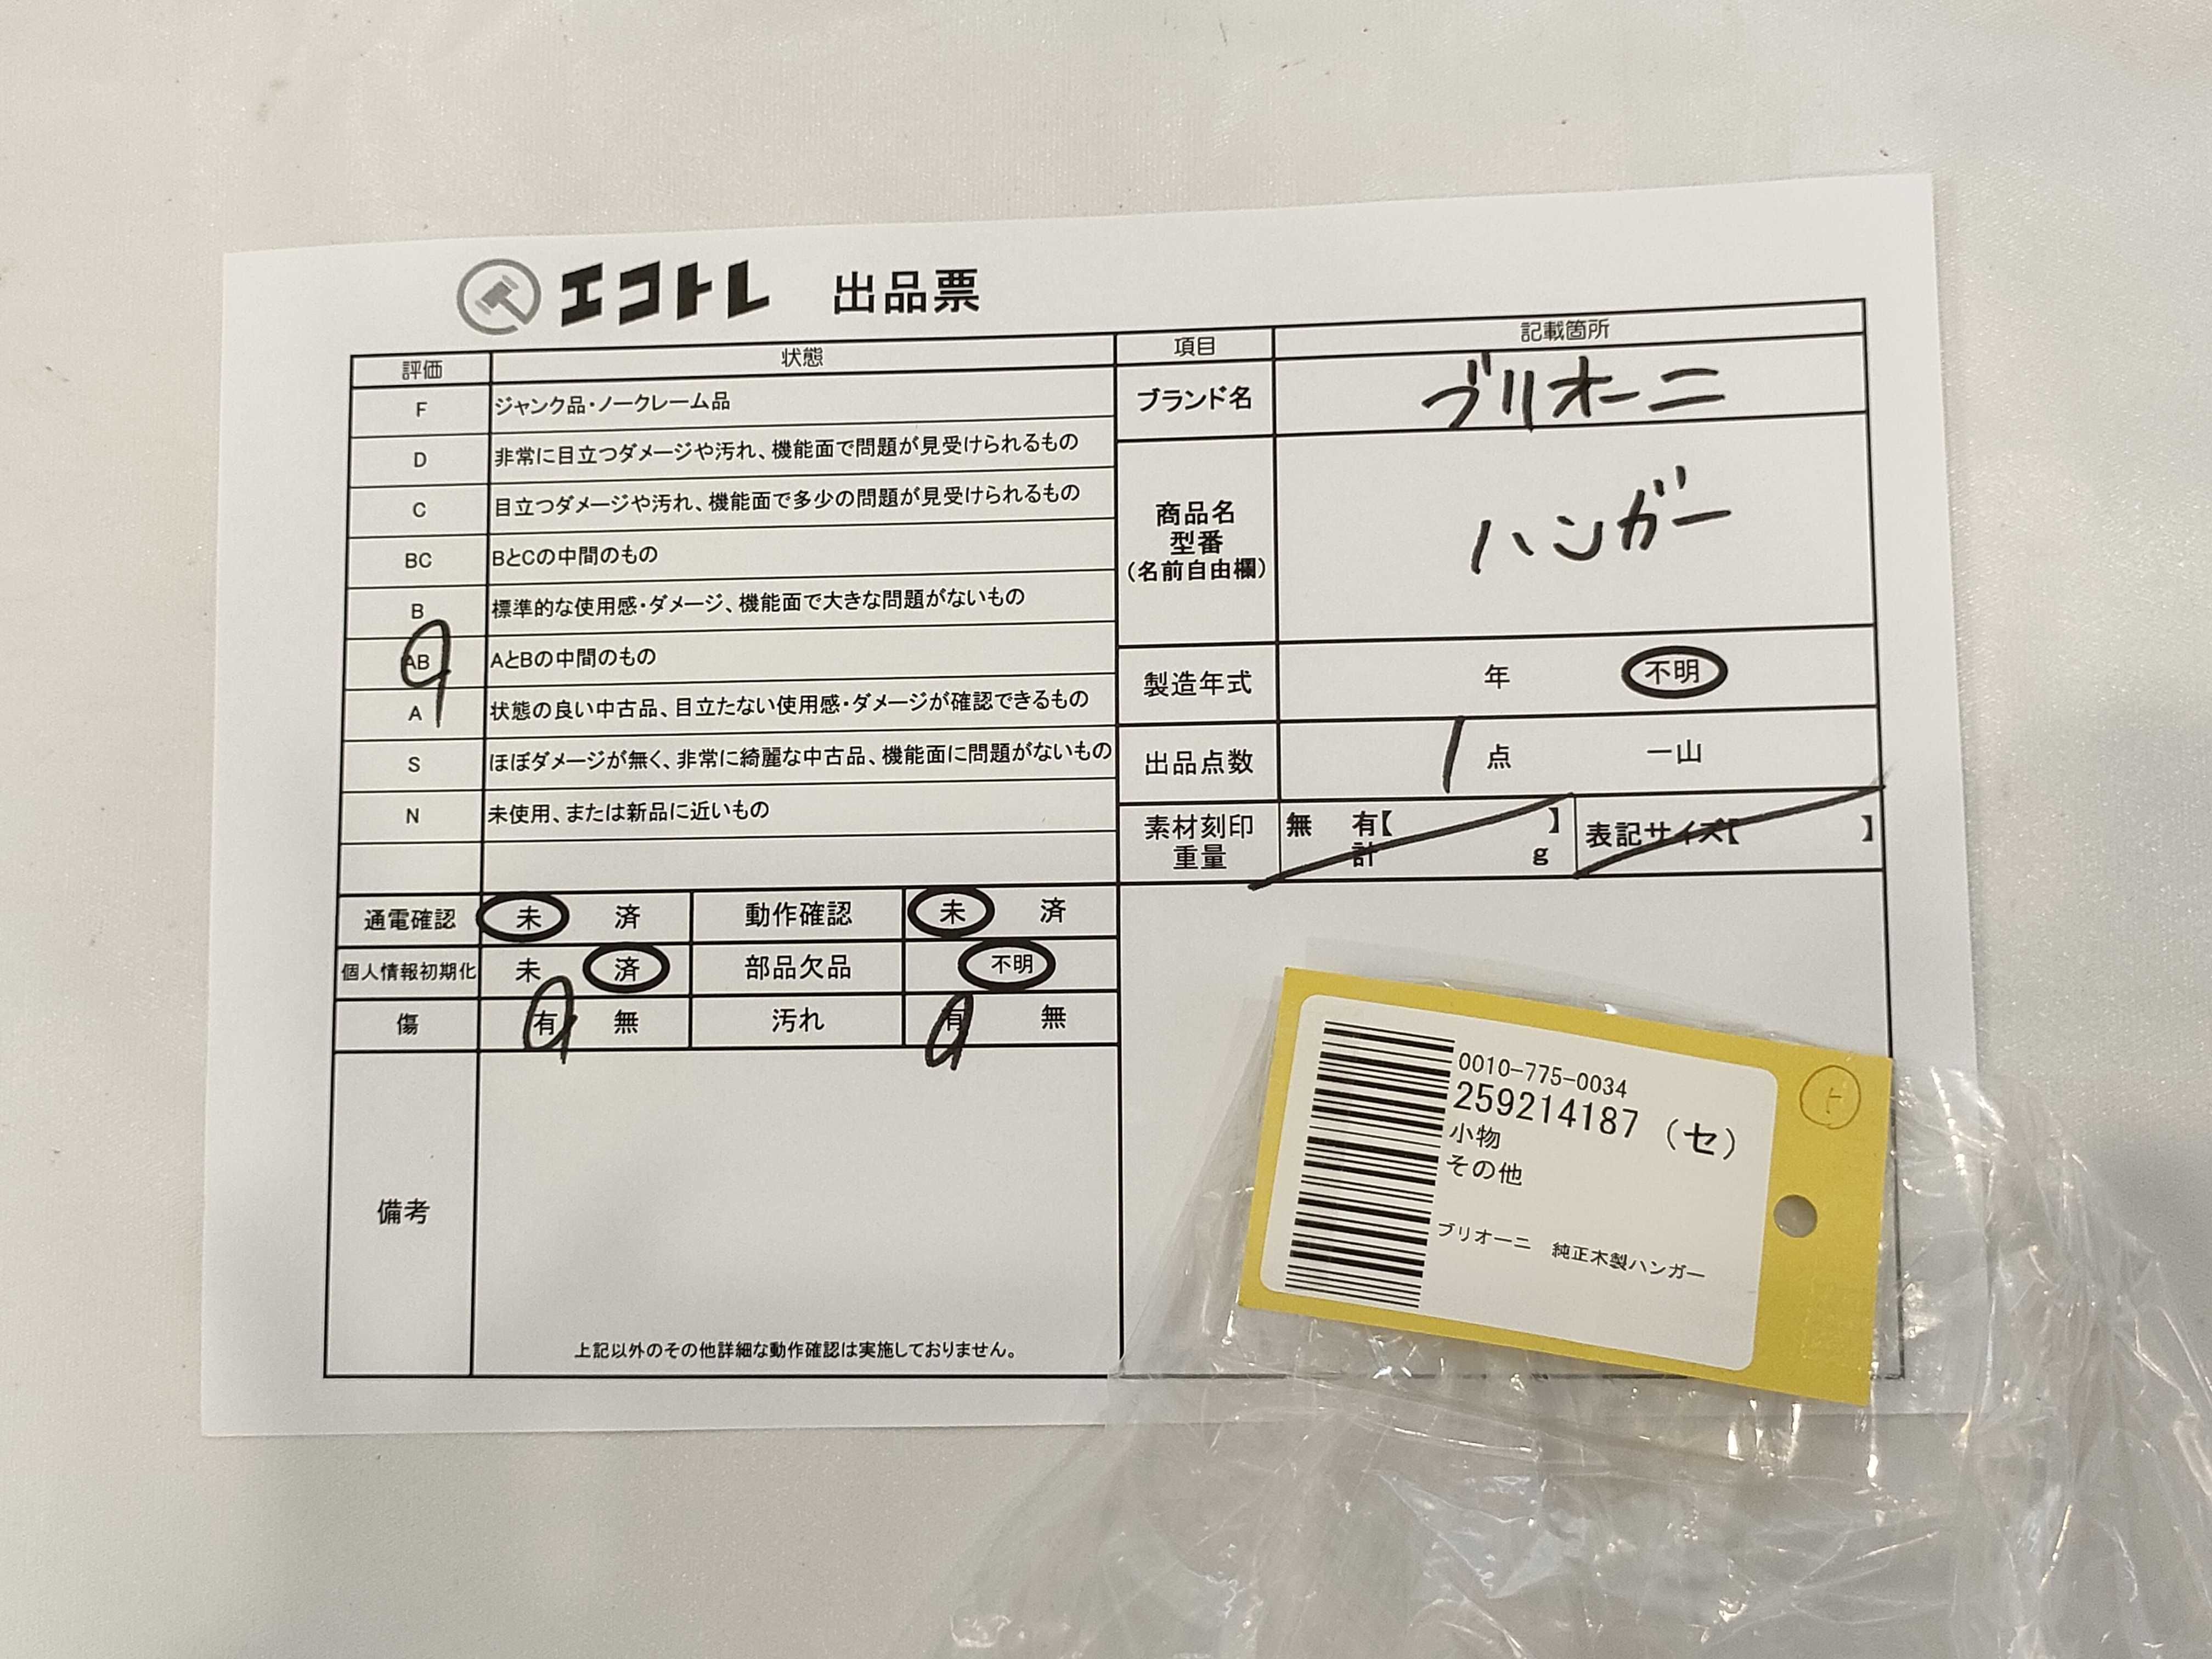 エコトレ 出品票
評価 状態
F ジャンク品・ノークレーム品
D 非常に目立つダメージや汚れ、機能面で問題が見受けられるもの
C 目立つダメージや汚れ、機能面で多少の問題が見受けられるもの
BC BとCの中間のもの
B 標準的な使用感・ダメージ、機能面で大きな問題がないもの
AB AとBの中間のもの
A 状態の良い中古品、目立たない使用感・ダメージが確認できるもの
S ほぼダメージが無く、非常に綺麗な中古品、機能面に問題がないもの
N 未使用、または新品に近いもの
項目 記載箇所
ブランド名 ブリオーニ
商品名
型番
(名前自由欄)
ハンガー
製造年式 年 不明
出品点数 1 点 一山
素材刻印
重量
無 有【 】
計 g
表記サイズ【 】
通電確認 未 済 動作確認 未 済
個人情報初期化 未 済 部品欠品 不明
傷 有 無 汚れ 有 無
備考
上記以外のその他詳細な動作確認は実施しておりません。
0010-775-0034
259214187 (セ)
小物
その他
ブリオーニ 純正木製ハンガー